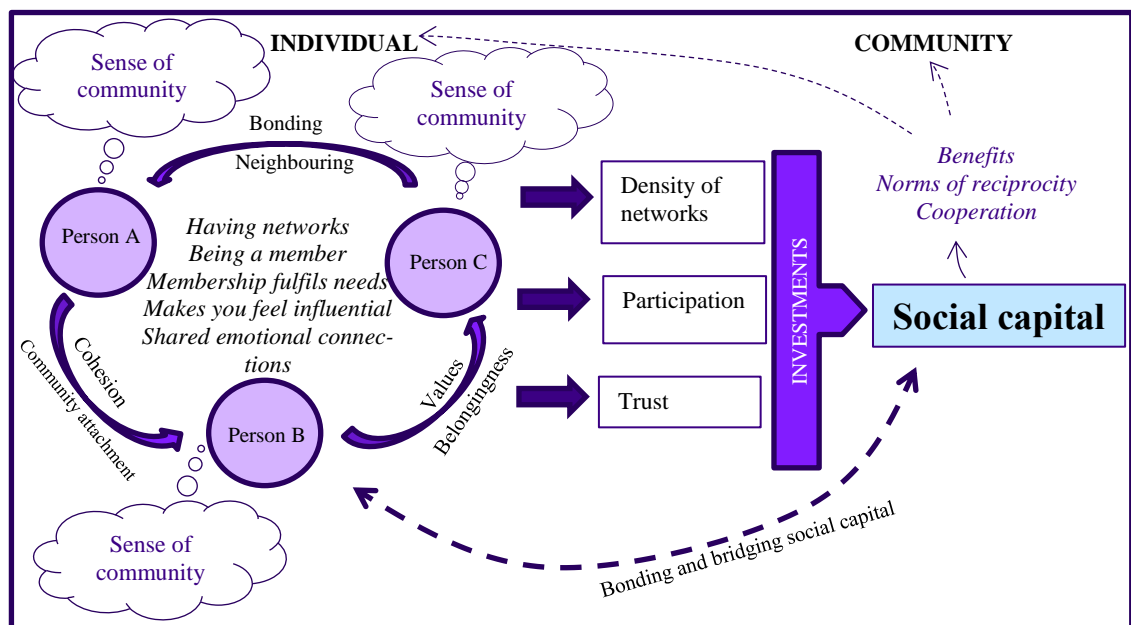 INDIVIDUAL
COMMUNITY
Sense of
community
Sense of
community
Bonding
Neighbouring
Person A
Having networks
Being a member
Membership fulfils needs
Makes you feel influential
Shared emotional connec-
tions
Person C
Cohesion
Community attachment
Values
Belongingness
Person B
Sense of
community
Density of
networks
Participation
Trust
INVESTMENTS
Benefits
Norms of reciprocity
Cooperation
Social capital
Bonding and bridging social capital